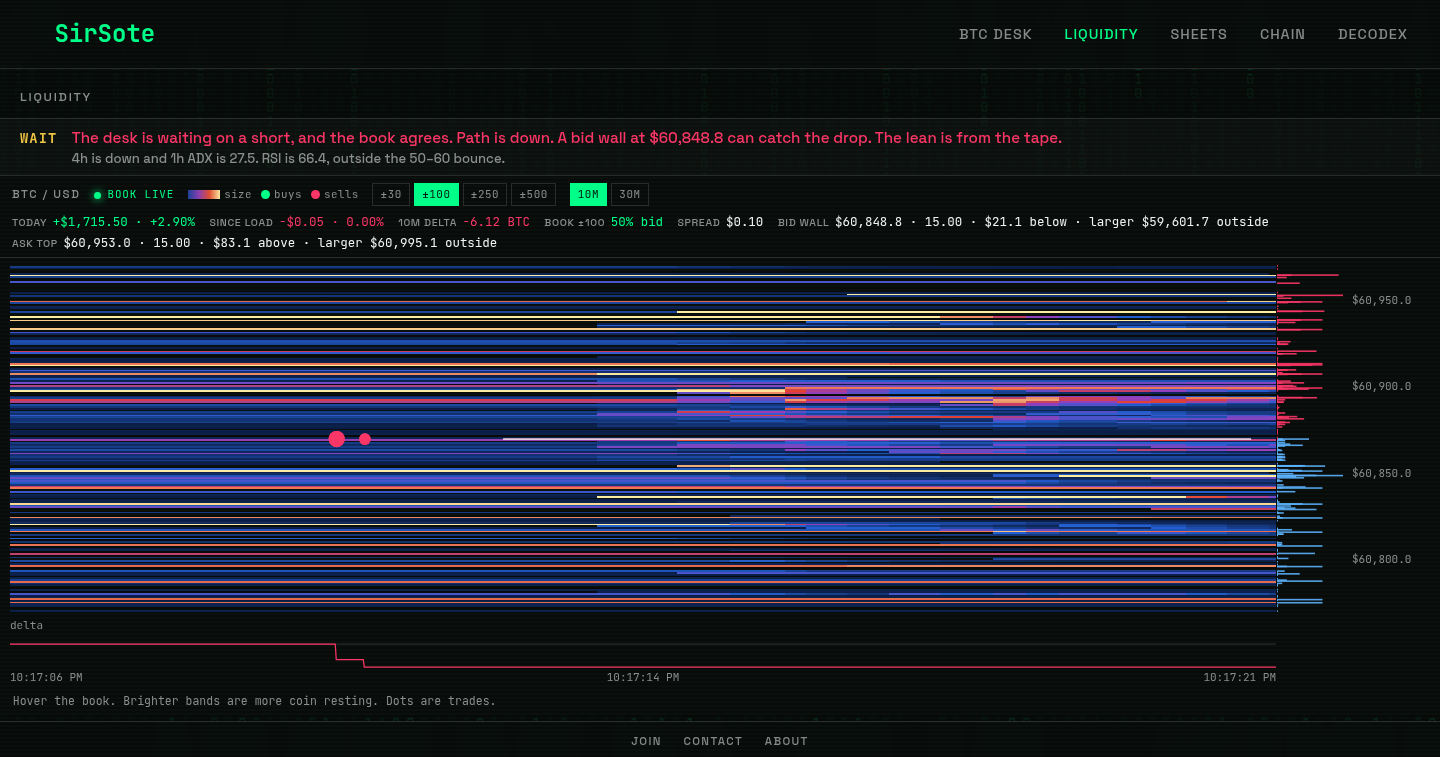 SirSote
BTC DESK LIQUIDITY SHEETS CHAIN DECODEX
LIQUIDITY
WAIT The desk is waiting on a short, and the book agrees. Path is down. A bid wall at $60,848.8 can catch the drop. The lean is from the tape.
4h is down and 1h ADX is 27.5. RSI is 66.4, outside the 50–60 bounce.
BTC / USD BOOK LIVE size buys sells ±30 ±100 ±250 ±500 10M 30M
TODAY +$1,715.50 · +2.90% SINCE LOAD -$0.05 · 0.00% 10M DELTA -6.12 BTC BOOK ±100 50% bid SPREAD $0.10 BID WALL $60,848.8 · 15.00 · $21.1 below · larger $59,601.7 outside
ASK TOP $60,953.0 · 15.00 · $83.1 above · larger $60,995.1 outside
$60,950.0
$60,900.0
$60,850.0
$60,800.0
delta
10:17:06 PM 10:17:14 PM 10:17:21 PM
Hover the book. Brighter bands are more coin resting. Dots are trades.
JOIN CONTACT ABOUT